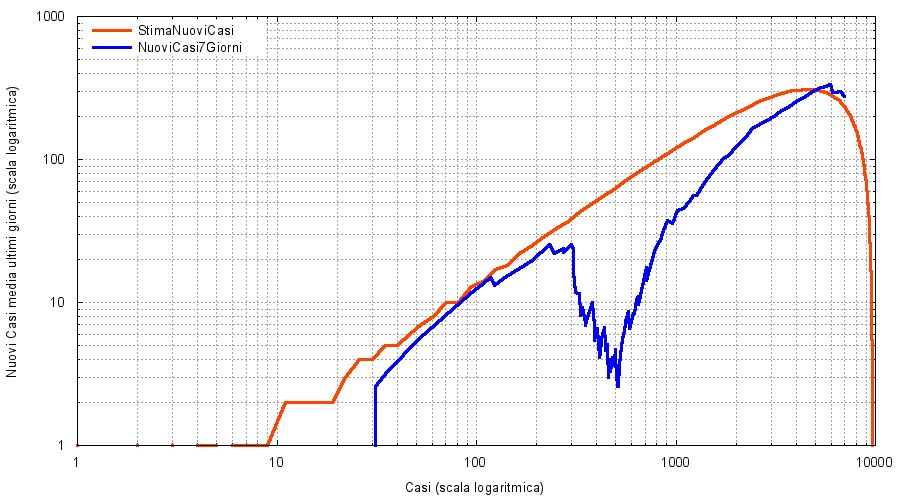 1000
StimaNuoviCasi
NuoviCasi7Giorni
Nuovi Casi media ultimi giorni (scala logaritmica)
100
10
1
1 10 100 1000 10000
Casi (scala logaritmica)